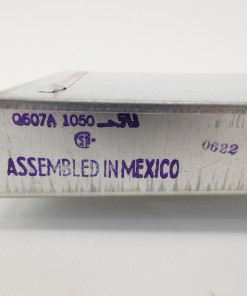 Q607A 1050
0622
ASSEMBLED IN MEXICO